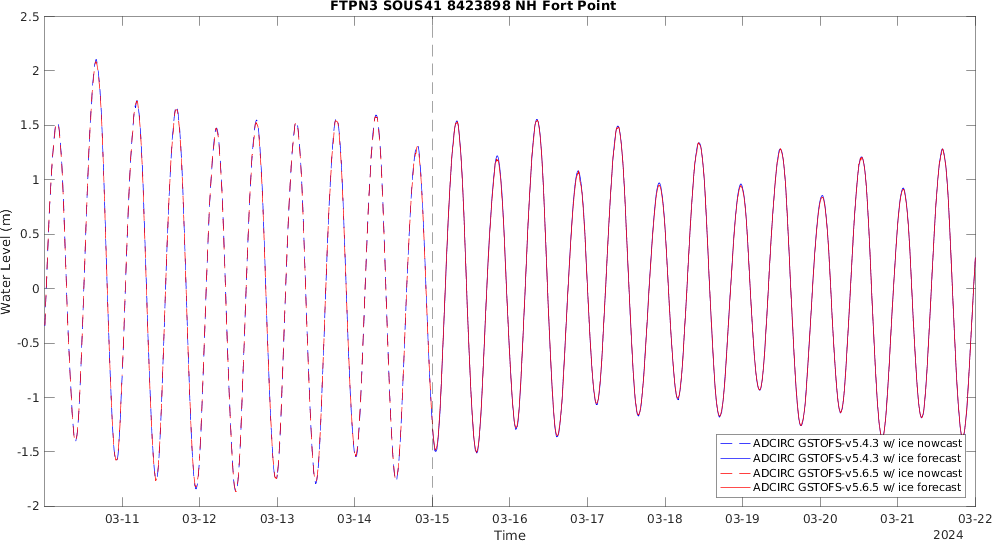 FTPN3 SOUS41 8423898 NH Fort Point
2.5
2
1.5
1
0.5
0
-0.5
-1
-1.5
-2
Water Level (m)
ADCIRC GSTOFS-v5.4.3 w/ ice nowcast
ADCIRC GSTOFS-v5.4.3 w/ ice forecast
ADCIRC GSTOFS-v5.6.5 w/ ice nowcast
ADCIRC GSTOFS-v5.6.5 w/ ice forecast
03-11 03-12 03-13 03-14 03-15 03-16 03-17 03-18 03-19 03-20 03-21 03-22
Time
2024